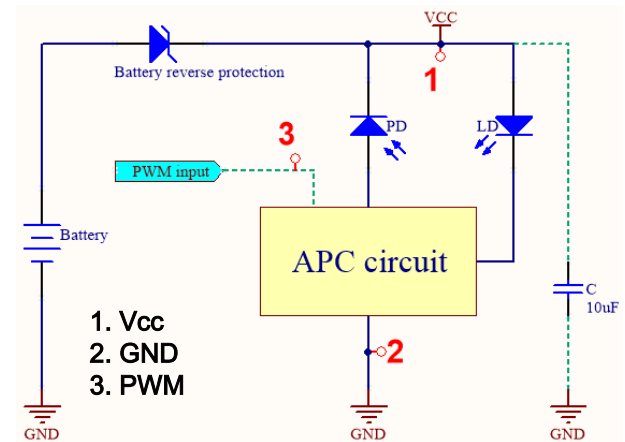 VCC
Battery reverse protection
1
PD
LD
3
PWM input
Battery
APC circuit
C
10uF
1. Vcc
2. GND
3. PWM
2
GND
GND
GND